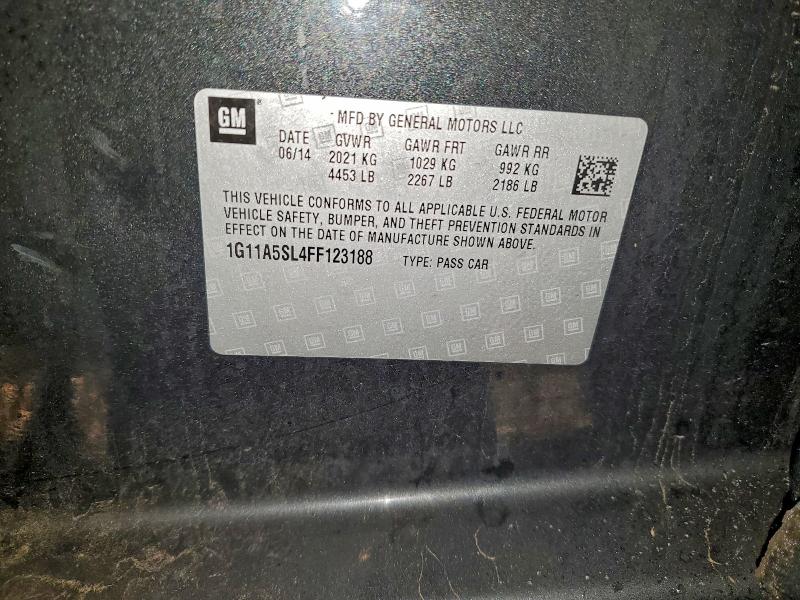 GM ® MFD BY GENERAL MOTORS LLC
DATE GVWR GAWR FRT GAWR RR
06/14 2021 KG 1029 KG 992 KG
4453 LB 2267 LB 2186 LB
THIS VEHICLE CONFORMS TO ALL APPLICABLE U.S. FEDERAL MOTOR
VEHICLE SAFETY, BUMPER, AND THEFT PREVENTION STANDARDS IN
EFFECT ON THE DATE OF MANUFACTURE SHOWN ABOVE.
1G11A5SL4FF123188 TYPE: PASS CAR